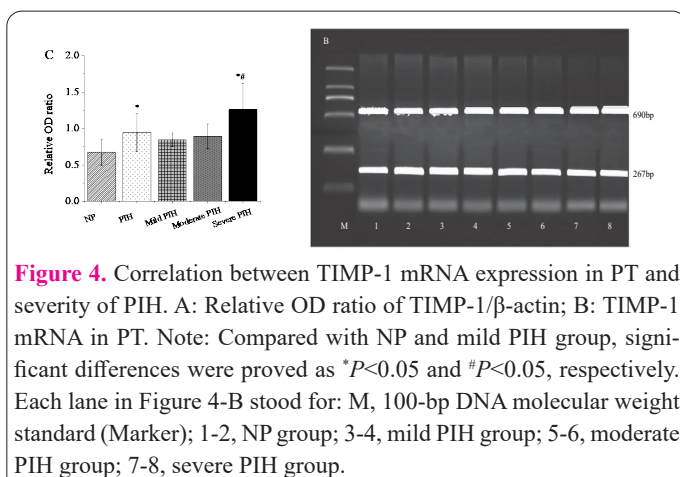 C
2.0
1.5
1.0
0.5
0.0
Relative OD ratio
*
*#
NP
PIH
Mild PIH
Moderate PIH
Severe PIH
B
690bp
267bp
M 1 2 3 4 5 6 7 8
Figure 4. Correlation between TIMP-1 mRNA expression in PT and
severity of PIH. A: Relative OD ratio of TIMP-1/β-actin; B: TIMP-1
mRNA in PT. Note: Compared with NP and mild PIH group, signi-
ficant differences were proved as *P<0.05 and #P<0.05, respectively.
Each lane in Figure 4-B stood for: M, 100-bp DNA molecular weight
standard (Marker); 1-2, NP group; 3-4, mild PIH group; 5-6, moderate
PIH group; 7-8, severe PIH group.